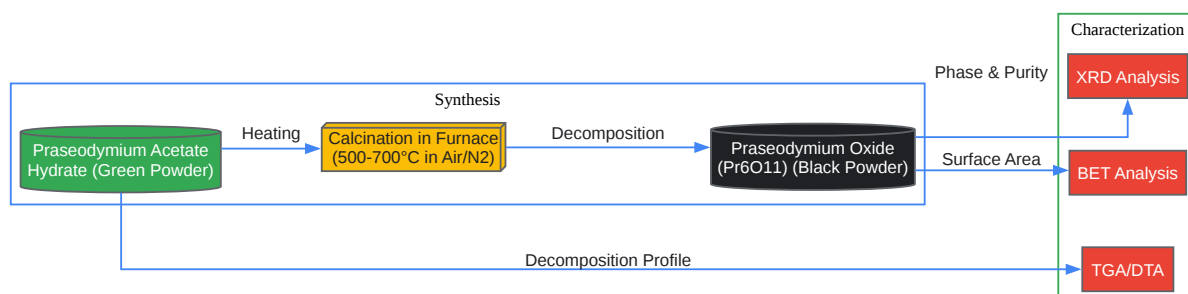 Characterization
Phase & Purity
XRD Analysis
Synthesis
Praseodymium Acetate
Hydrate (Green Powder)
Heating
Calcination in Furnace
(500-700°C in Air/N2)
Decomposition
Praseodymium Oxide
(Pr6O11) (Black Powder)
Surface Area
BET Analysis
Decomposition Profile
TGA/DTA